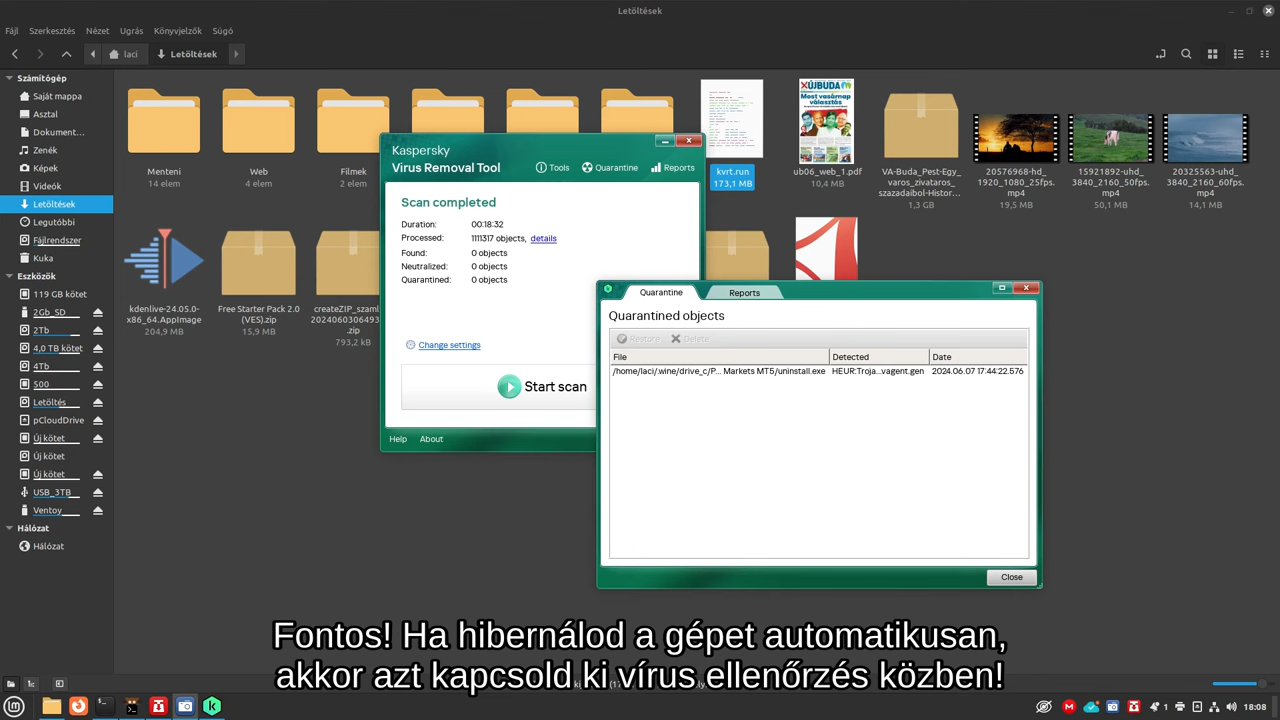 Letöltések
Fájl Szerkesztés Nézet Ugrás Könyvjelzők Súgó
laci Letöltések
Számítógép
Saját mappa
Asztal
Dokument...
Képek
Videók
Letöltések
Legutóbbi
Fájlrendszer
Kuka
Eszközök
119 GB kötet
2Gb_SD
2Tb
4,0 TB kötet
4Tb
500
Letöltés
pCloudDrive
Új kötet
Új kötet
Új kötet
USB_3TB
Ventoy
Hálózat
Hálózat
Menteni
14 elem
Web
4 elem
Filmek
2 elem
kvrt.run
173,1 MB
ÚJBUDA
Most vasárnap
választás
ub06_web_1.pdf
10,4 MB
VA-Buda_Pest-Egy_
varos_zivataros_
szazadaibol-Histor...
1,3 GB
20576968-hd_
1920_1080_25fps.
mp4
19,5 MB
15921892-uhd_
3840_2160_50fps.
mp4
50,1 MB
20325563-uhd_
3840_2160_60fps.
mp4
14,1 MB
kdenlive-24.05.0-
x86_64.AppImage
204,9 MB
Free Starter Pack 2.0
(VES).zip
15,9 MB
createZIP_szaml
20240603064 93
.zip
793,2 kB
Kaspersky
Virus Removal Tool
Tools Quarantine Reports
Scan completed
Duration: 00:18:32
Processed: 1111317 objects, details
Found: 0 objects
Neutralized: 0 objects
Quarantined: 0 objects
Change settings
Start scan
Help About
Quarantine Reports
Quarantined objects
Restore Delete
File Detected Date
/home/laci/.wine/drive_c/P... Markets MT5/uninstall.exe HEUR:Troja...vagent.gen 2024.06.07 17:44:22.576
Close
Fontos! Ha hibernálod a gépet automatikusan,
akkor azt kapcsold ki vírus ellenőrzés közben!
1
18:08